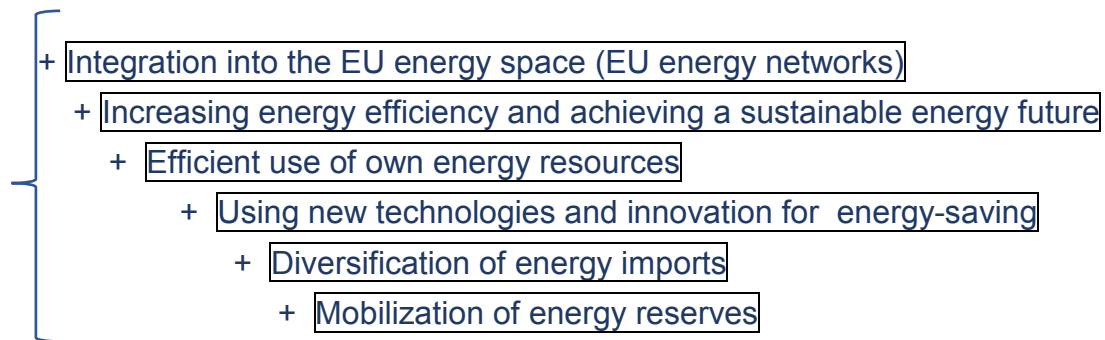 + Integration into the EU energy space (EU energy networks)
+ Increasing energy efficiency and achieving a sustainable energy future
+ Efficient use of own energy resources
+ Using new technologies and innovation for energy-saving
+ Diversification of energy imports
+ Mobilization of energy reserves